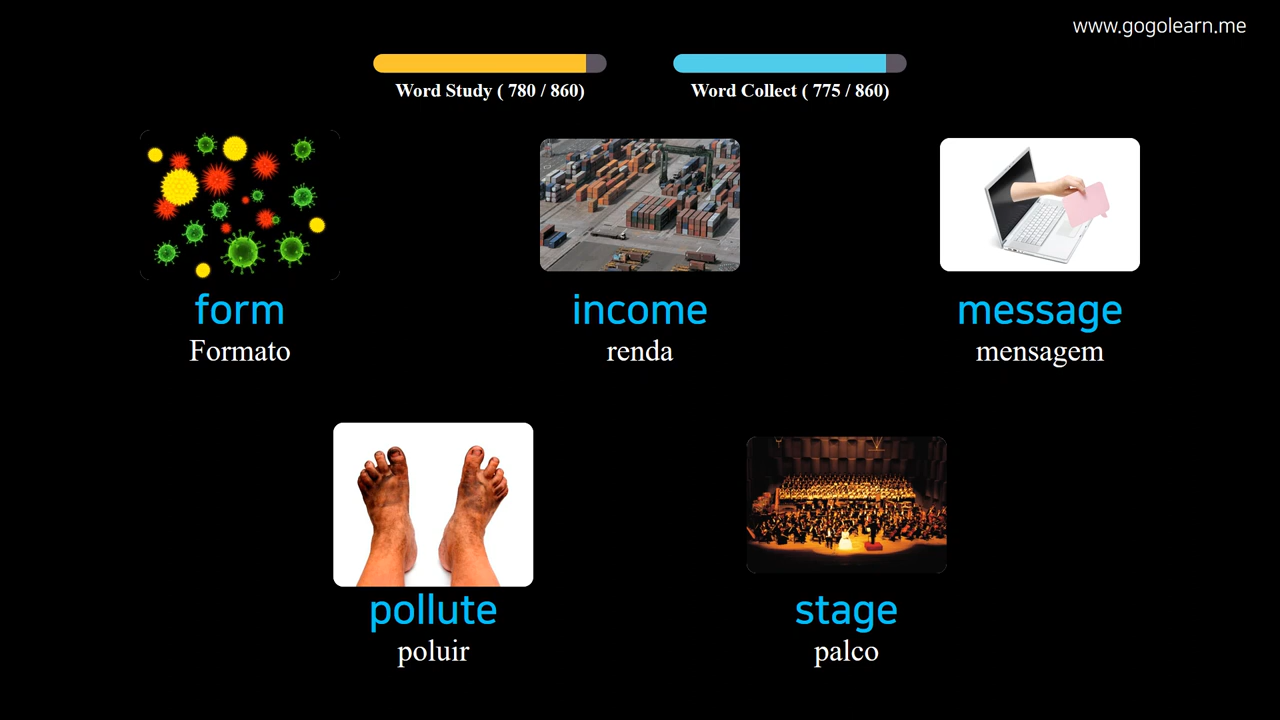 www.gogolearn.me
Word Study ( 780 / 860)
Word Collect ( 775 / 860)
form
Formato
income
renda
message
mensagem
pollute
poluir
stage
palco